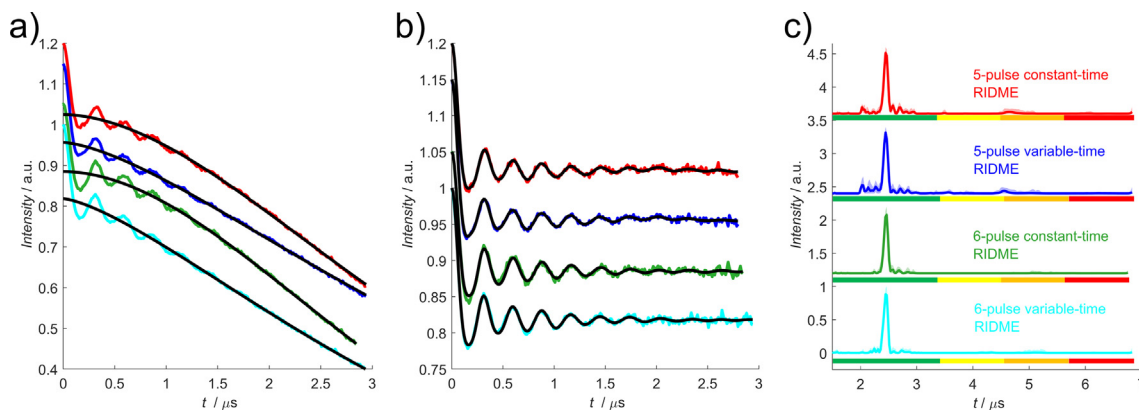 a)
1.2
1.1
1
0.9
0.8
0.7
0.6
0.5
0.4
Intensity / a.u.
0 0.5 1 1.5 2 2.5 3
t / μs
b)
1.2
1.15
1.1
1.05
1
0.95
0.9
0.85
0.8
0.75
Intensity / a.u.
0 0.5 1 1.5 2 2.5 3
t / μs
c)
4.5
3.5
3
2.5
2
1
0
Intensity / a.u.
5-pulse constant-time
RIDME
5-pulse variable-time
RIDME
6-pulse constant-time
RIDME
6-pulse variable-time
RIDME
2 3 4 5 6 7
t / μs